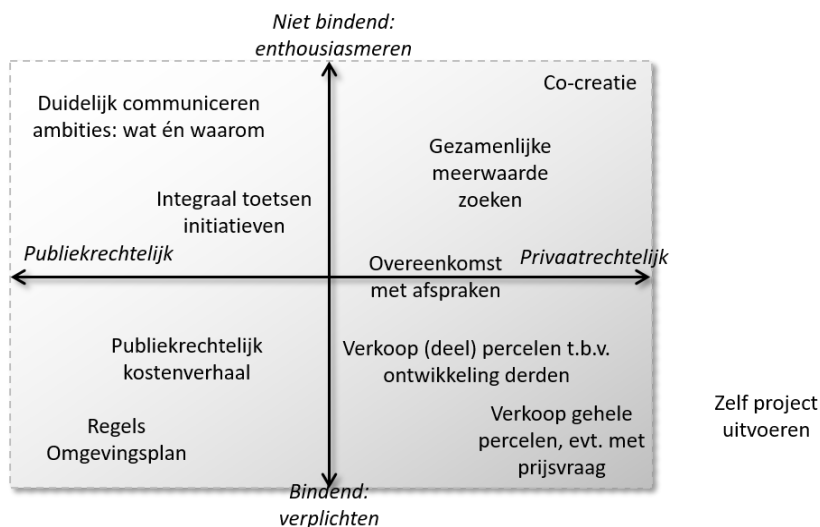 Niet bindend:
enthousiasmeren
Co-creatie
Duidelijk communiceren
ambities: wat én waarom
Gezamenlijke
meerwaarde
zoeken
Integraal toetsen
initiatieven
Publiekrechtelijk
Overeenkomst
met afspraken
Privaatrechtelijk
Publiekrechtelijk
kostenverhaal
Verkoop (deel) percelen t.b.v.
ontwikkeling derden
Regels
Omgevingsplan
Verkoop gehele
percelen, evt. met
prijsvraag
Zelf project
uitvoeren
Bindend:
verplichten